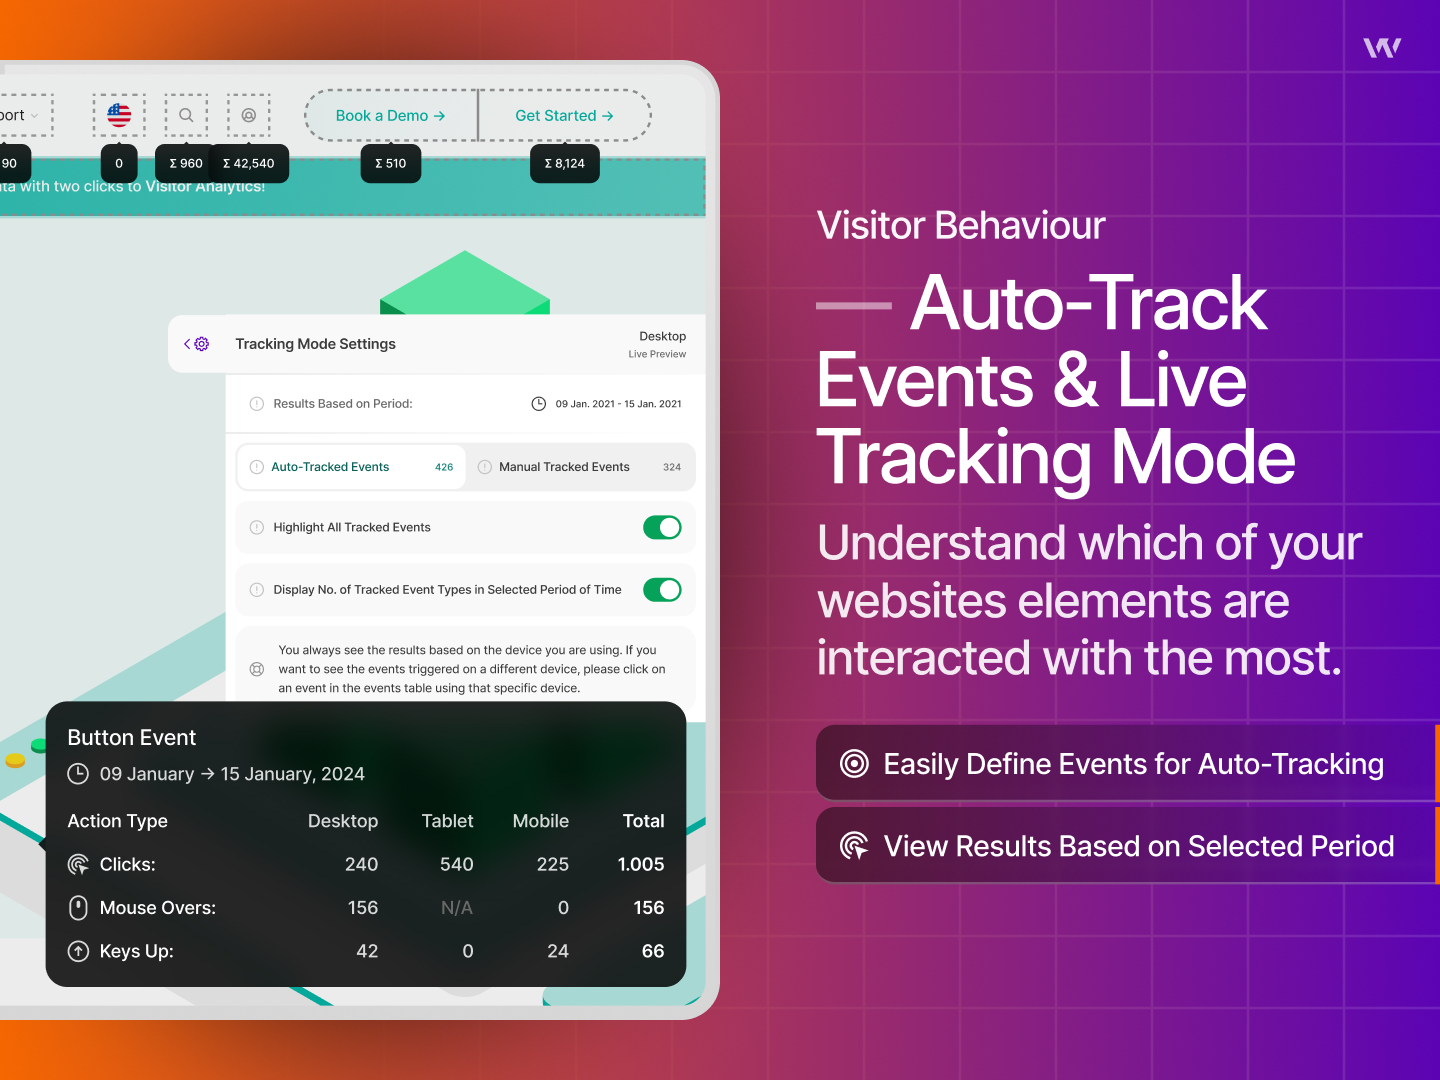 port
Book a Demo →
Get Started →
90
0
Σ 960
Σ 42,540
Σ 510
Σ 8,124
with two clicks to Visitor Analytics!
Tracking Mode Settings
Desktop
Live Preview
Results Based on Period:
09 Jan. 2021 - 15 Jan. 2021
Auto-Tracked Events
426
Manual Tracked Events
324
Highlight All Tracked Events
Display No. of Tracked Event Types in Selected Period of Time
You always see the results based on the device you are using. If you
want to see the events triggered on a different device, please click on
an event in the events table using that specific device.
Button Event
09 January → 15 January, 2024
Action Type Desktop Tablet Mobile Total
Clicks: 240 540 225 1.005
Mouse Overs: 156 N/A 0 156
Keys Up: 42 0 24 66
Visitor Behaviour
— Auto-Track
Events & Live
Tracking Mode
Understand which of your
websites elements are
interacted with the most.
Easily Define Events for Auto-Tracking
View Results Based on Selected Period